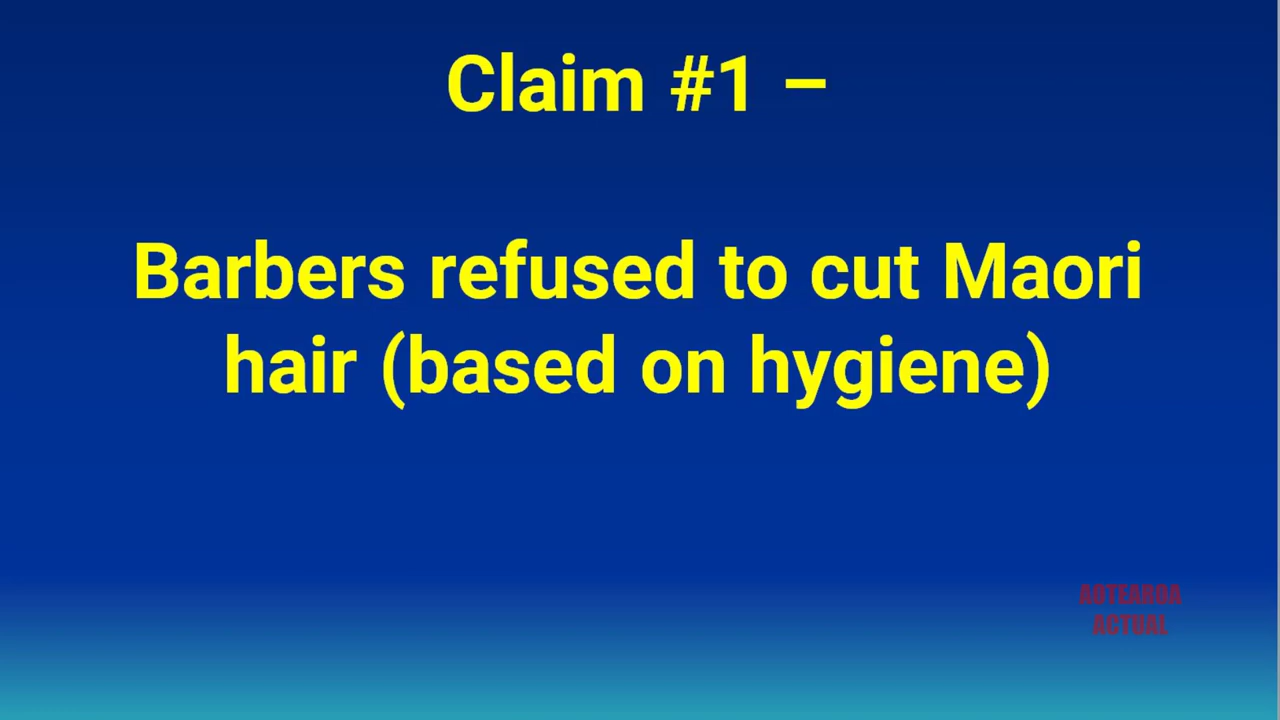 Claim #1 –
Barbers refused to cut Maori
hair (based on hygiene)
AOTEAROA
ACTUAL